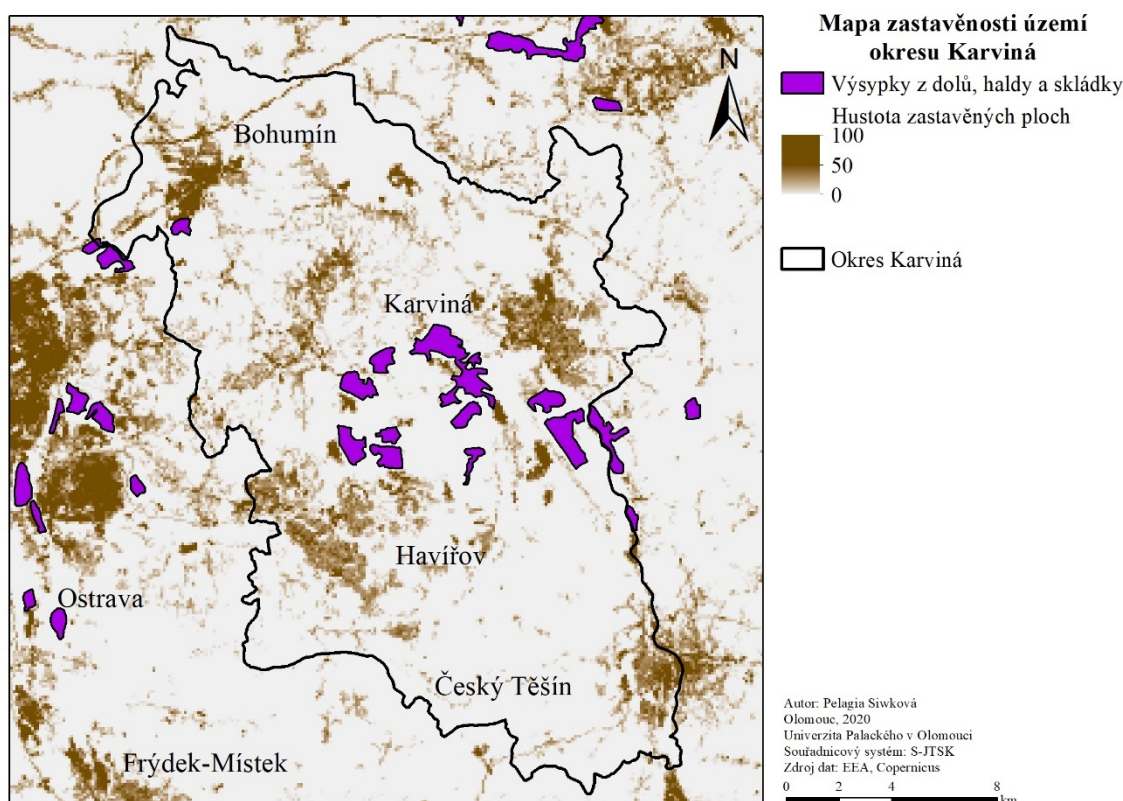 Mapa zastavěnosti území
okresu Karviná
Výsypky z dolů, haldy a skládky
Hustota zastavěných ploch
100
50
0
Okres Karviná
N
Bohumín
Karviná
Havířov
Ostrava
Český Těšín
Frýdek-Místek
Autor: Pelagia Siwková
Olomouc, 2020
Univerzita Palackého v Olomouci
Souřadnicový systém: S-JTSK
Zdroj dat: EEA, Copernicus
0 2 4 8
km